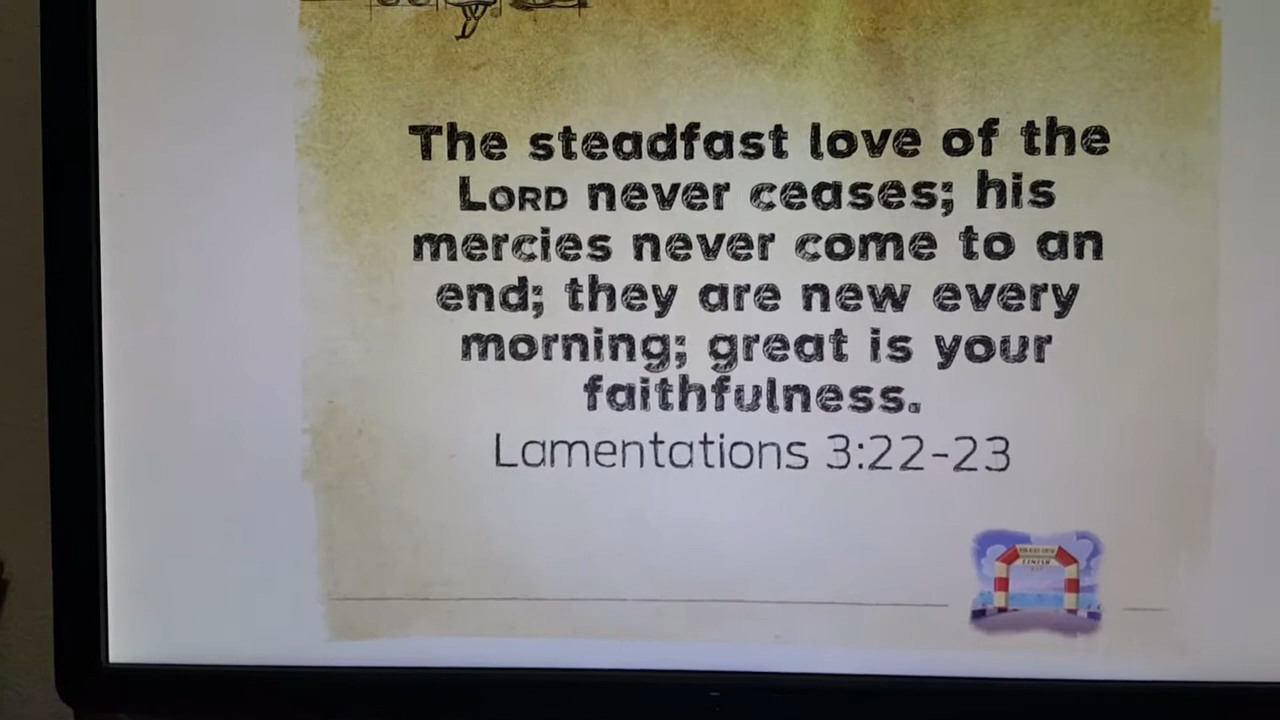 The steadfast love of the
LORD never ceases; his
mercies never come to an
end; they are new every
morning; great is your
faithfulness.
Lamentations 3:22-23
FINISH